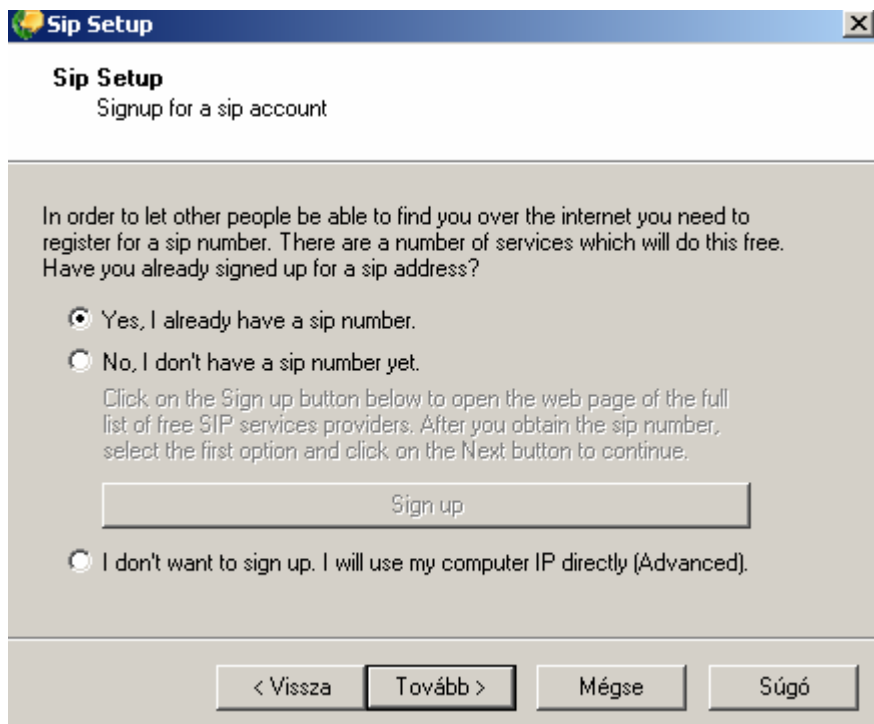 Sip Setup
Sip Setup
Signup for a sip account
In order to let other people be able to find you over the internet you need to
register for a sip number. There are a number of services which will do this free.
Have you already signed up for a sip address?
Yes, I already have a sip number.
No, I don't have a sip number yet.
Click on the Sign up button below to open the web page of the full
list of free SIP services providers. After you obtain the sip number,
select the first option and click on the Next button to continue.
Sign up
I don't want to sign up. I will use my computer IP directly (Advanced).
< Vissza Tovább > Mégse Súgó